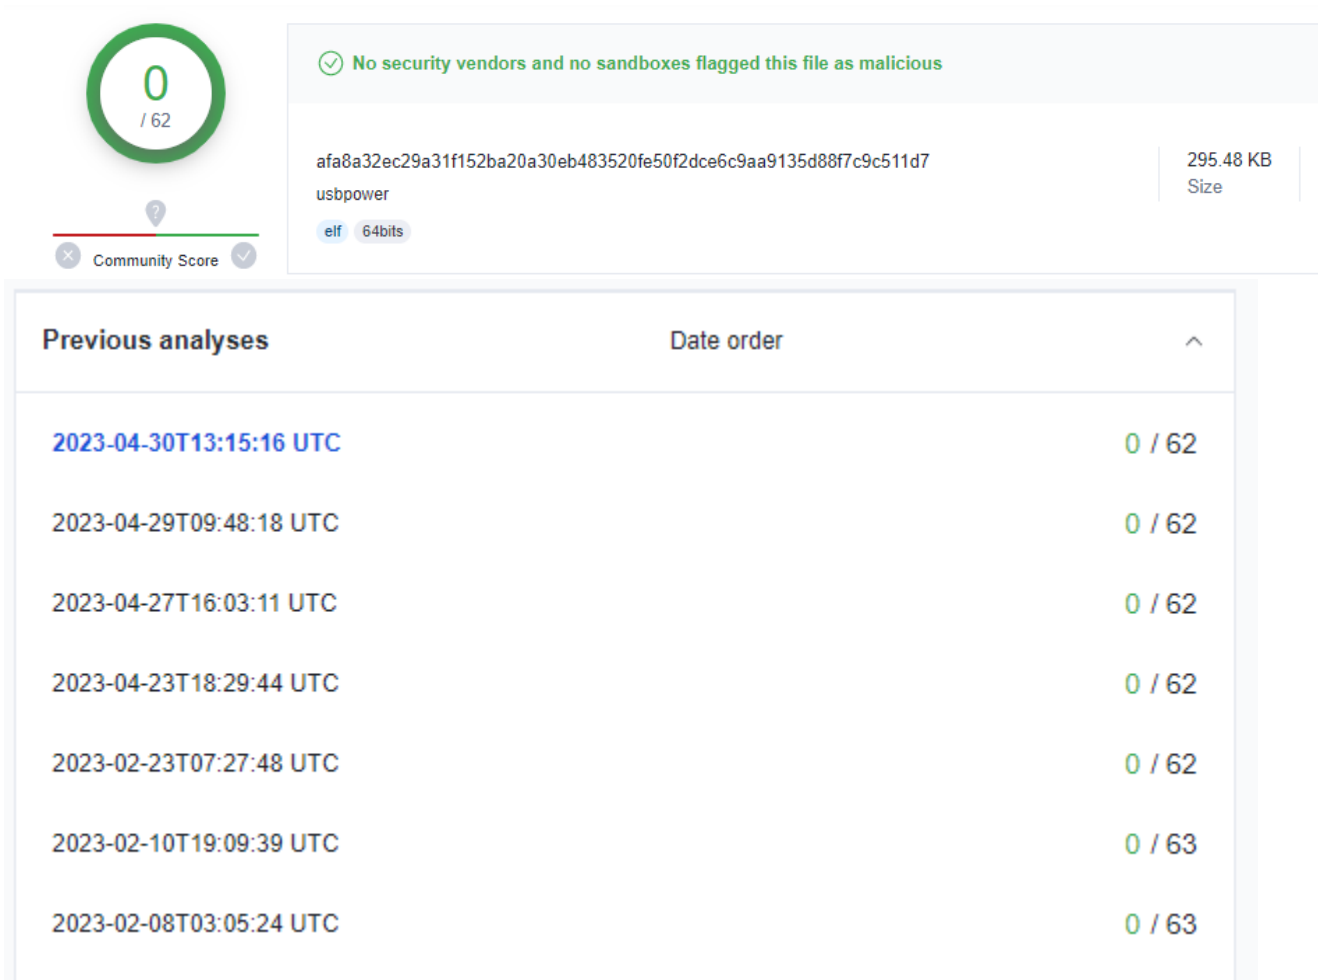 0
/ 62
?
Community Score
No security vendors and no sandboxes flagged this file as malicious
afa8a32ec29a31f152ba20a30eb483520fe50f2dce6c9aa9135d88f7c9c511d7
usbpower
elf 64bits
295.48 KB
Size
Previous analyses Date order
2023-04-30T13:15:16 UTC 0 / 62
2023-04-29T09:48:18 UTC 0 / 62
2023-04-27T16:03:11 UTC 0 / 62
2023-04-23T18:29:44 UTC 0 / 62
2023-02-23T07:27:48 UTC 0 / 62
2023-02-10T19:09:39 UTC 0 / 63
2023-02-08T03:05:24 UTC 0 / 63